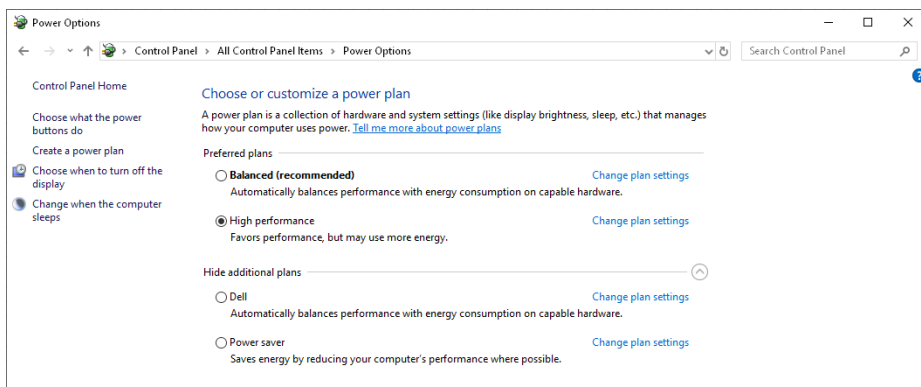 Power Options
Control Panel > All Control Panel Items > Power Options
Search Control Panel
Control Panel Home
Choose what the power
buttons do
Create a power plan
Choose when to turn off the
display
Change when the computer
sleeps
Choose or customize a power plan
A power plan is a collection of hardware and system settings (like display brightness, sleep, etc.) that manages
how your computer uses power. Tell me more about power plans
Preferred plans
Balanced (recommended) Change plan settings
Automatically balances performance with energy consumption on capable hardware.
High performance Change plan settings
Favors performance, but may use more energy.
Hide additional plans
Dell Change plan settings
Automatically balances performance with energy consumption on capable hardware.
Power saver Change plan settings
Saves energy by reducing your computer's performance where possible.